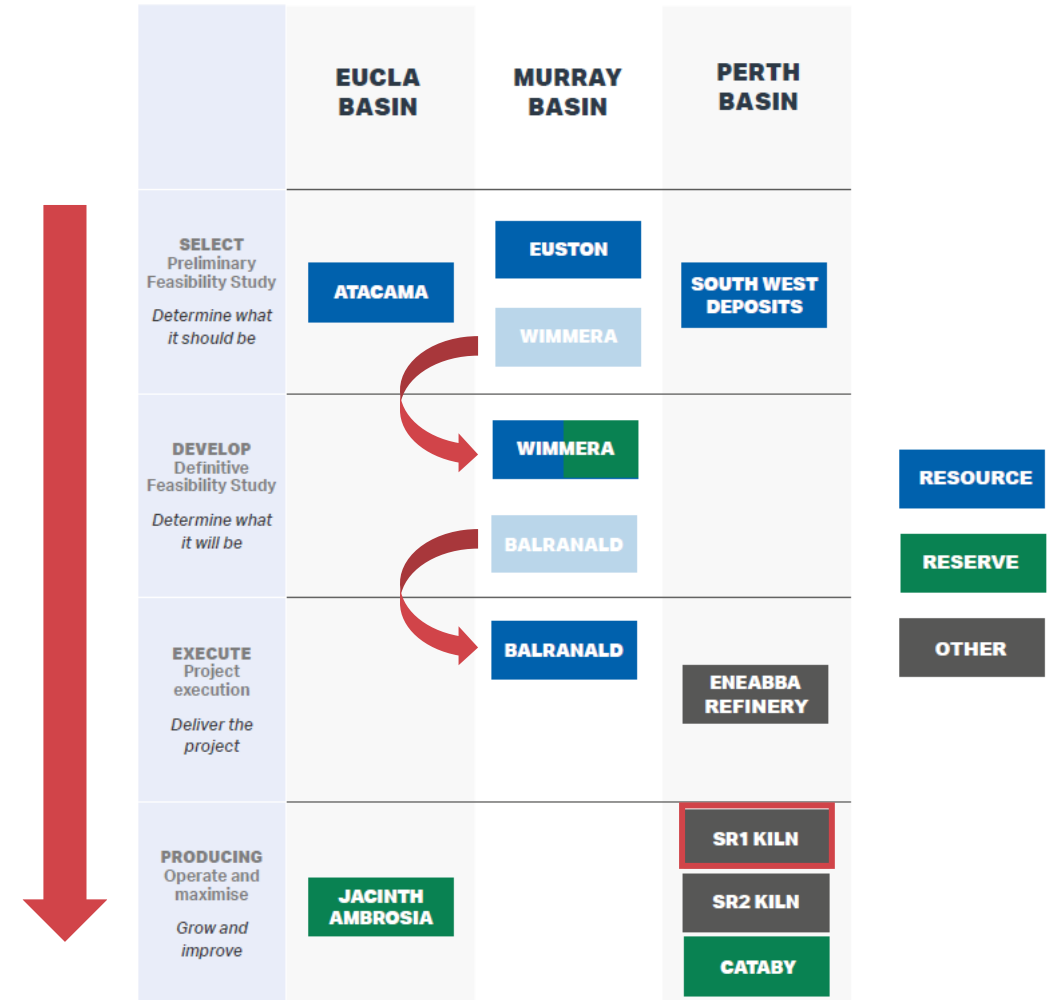 EUCLA
BASIN
MURRAY
BASIN
PERTH
BASIN
SELECT
Preliminary
Feasibility Study
Determine what
it should be
ATACAMA
EUSTON
WIMMERA
SOUTH WEST
DEPOSITS
DEVELOP
Definitive
Feasibility Study
Determine what
it will be
WIMMERA
BALRANALD
EXECUTE
Project
execution
Deliver the
project
BALRANALD
ENEABBA
REFINERY
PRODUCING
Operate and
maximise
Grow and
improve
JACINTH
AMBROSIA
SR1 KILN
SR2 KILN
CATABY
RESOURCE
RESERVE
OTHER